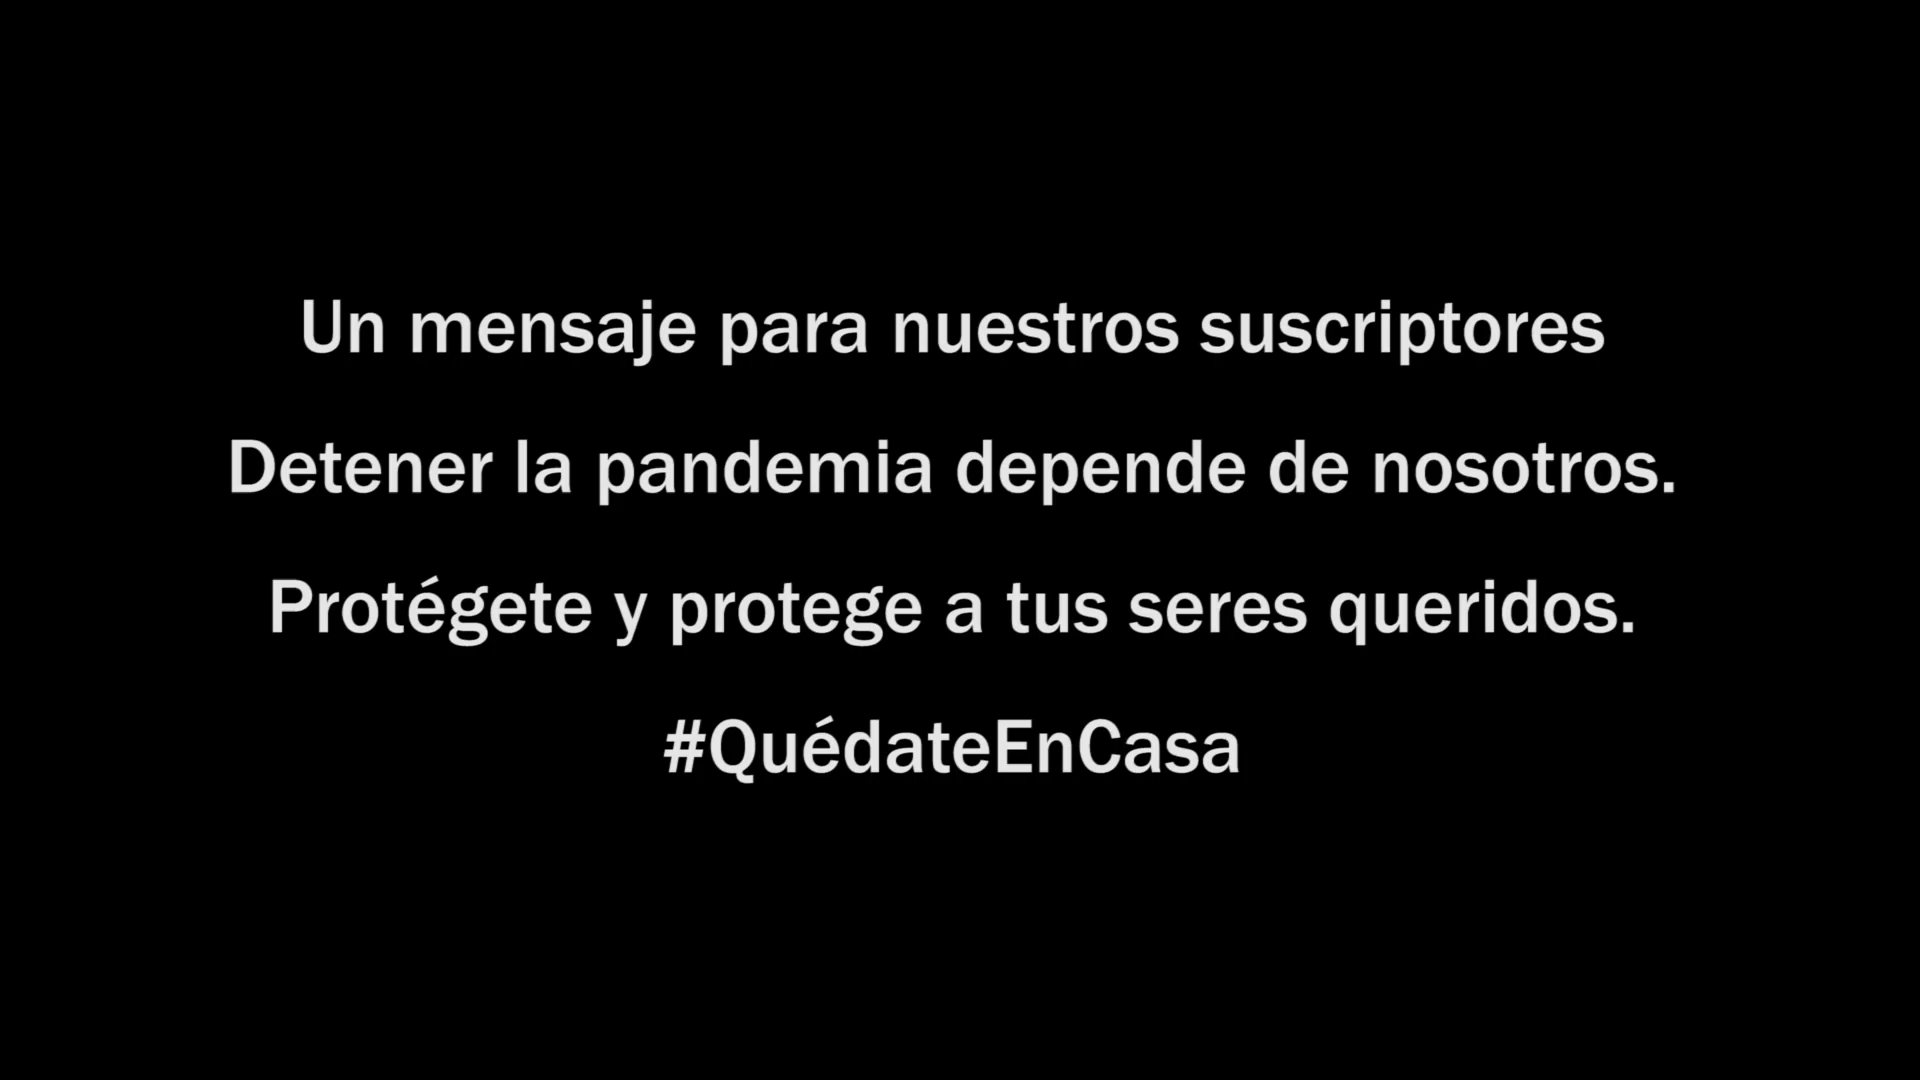 Un mensaje para nuestros suscriptores
Detener la pandemia depende de nosotros.
Protégete y protege a tus seres queridos.
#QuédateEnCasa